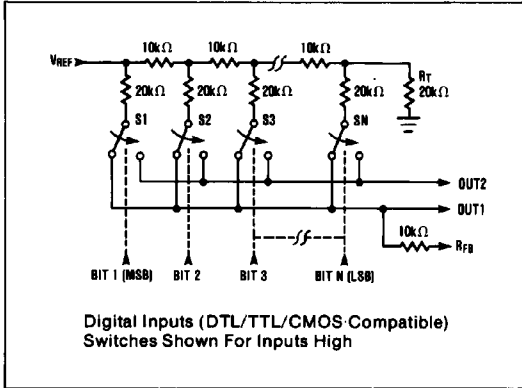 10kΩ 10kΩ 10kΩ
VREF
RT
20kΩ 20kΩ 20kΩ 20kΩ 20kΩ
S1 S2 S3 SN
OUT2
OUT1
10kΩ
RFB
BIT 1 (MSB) BIT 2 BIT 3 BIT N (LSB)
Digital Inputs (DTL/TTL/CMOS Compatible)
Switches Shown For Inputs High